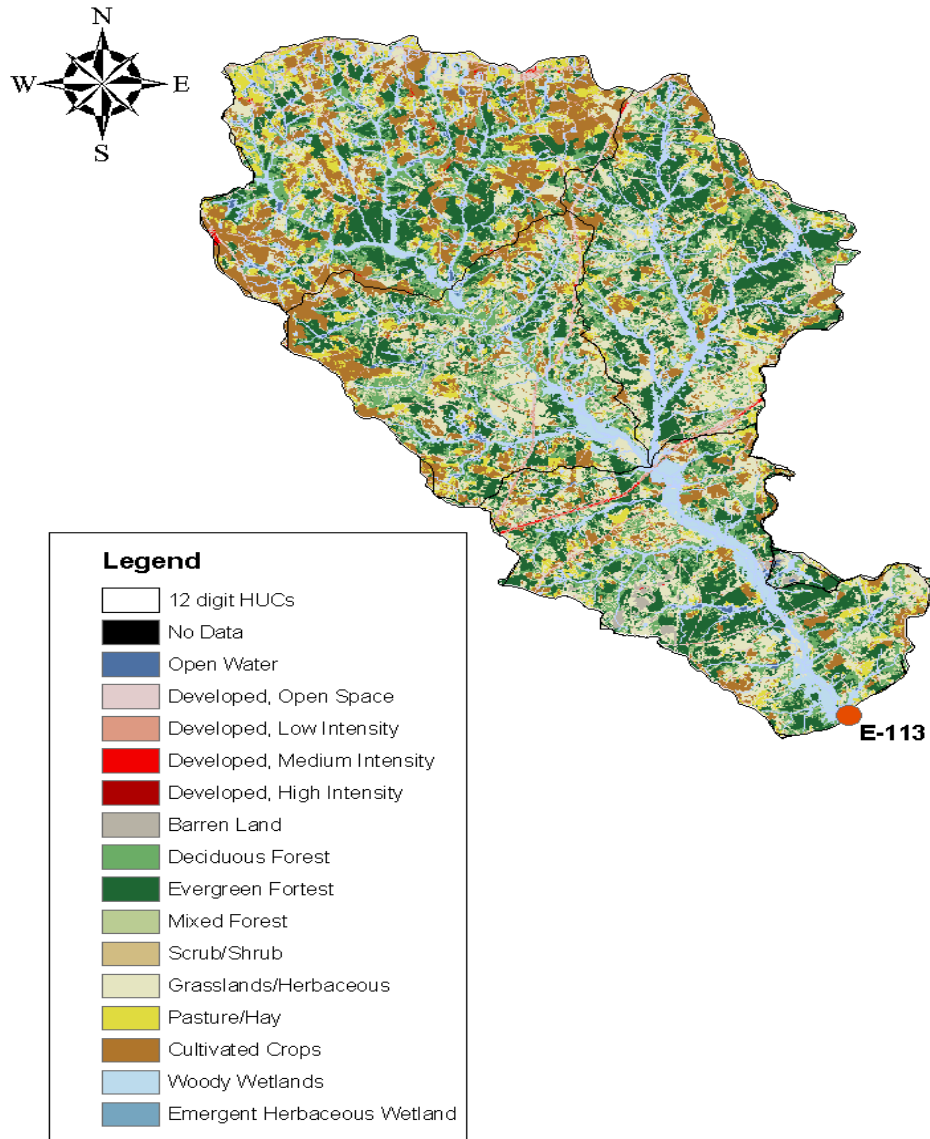 N
W
E
S
E-113
Legend
12 digit HUCs
No Data
Open Water
Developed, Open Space
Developed, Low Intensity
Developed, Medium Intensity
Developed, High Intensity
Barren Land
Deciduous Forest
Evergreen Fortest
Mixed Forest
Scrub/Shrub
Grasslands/Herbaceous
Pasture/Hay
Cultivated Crops
Woody Wetlands
Emergent Herbaceous Wetland